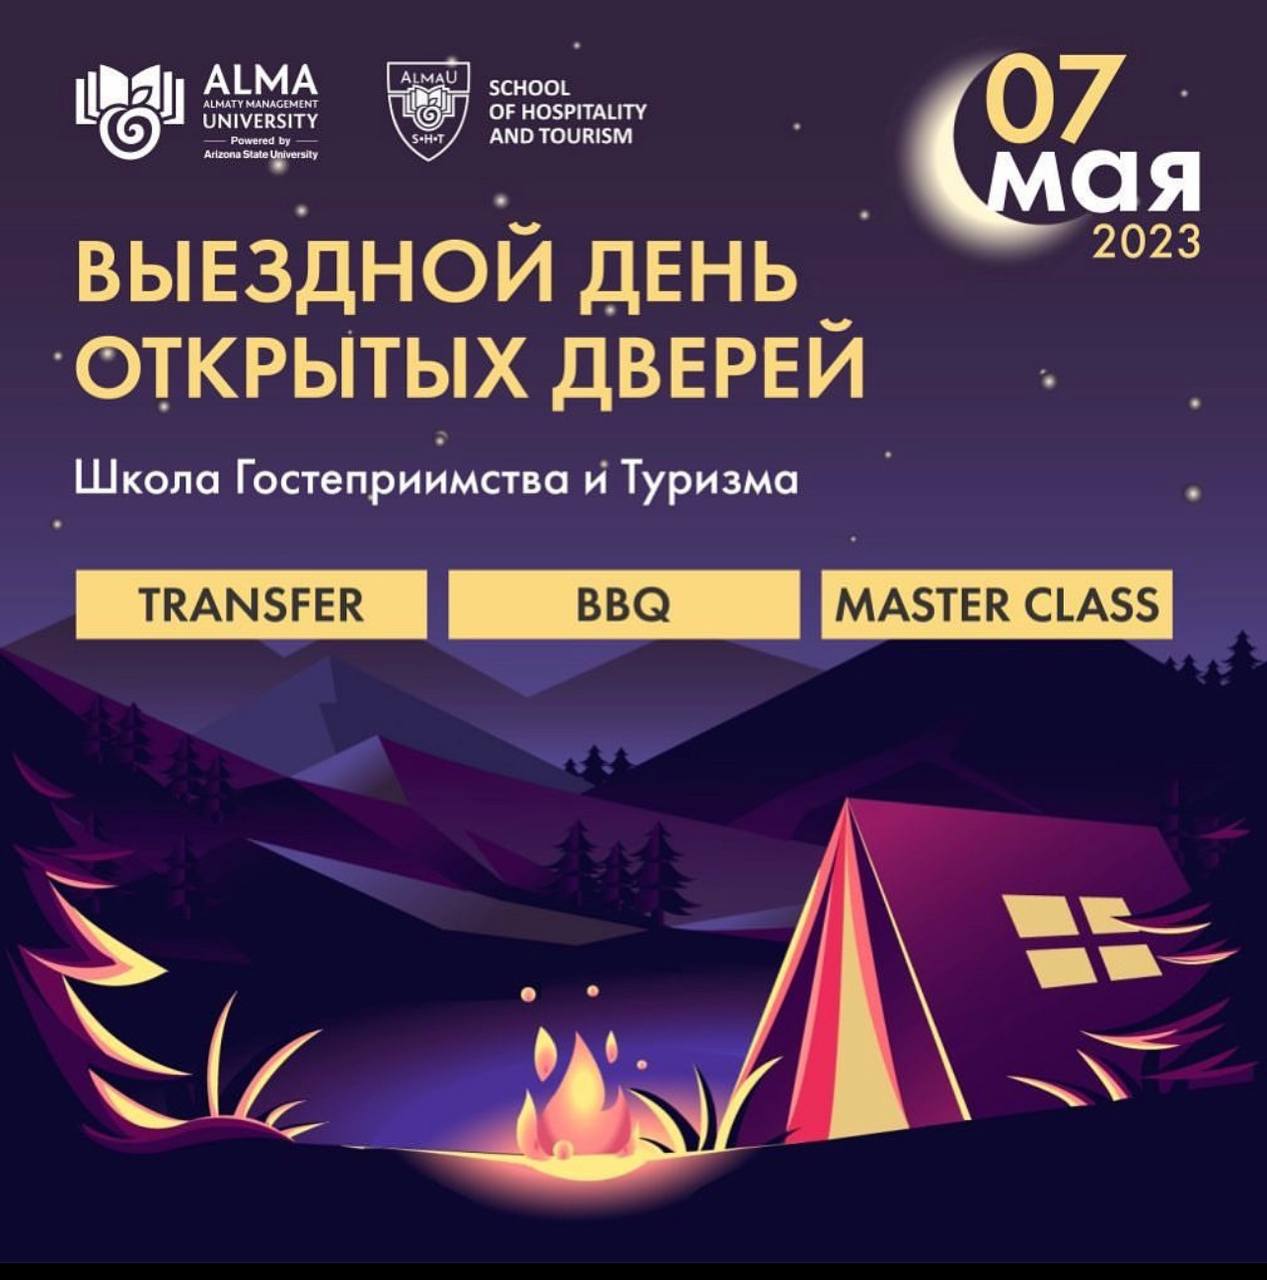 ALMA
ALMATY MANAGEMENT
UNIVERSITY
Powered by
Arizona State University
ALMAU
S•H•T
SCHOOL
OF HOSPITALITY
AND TOURISM
07
мая
2023
ВЫЕЗДНОЙ ДЕНЬ
ОТКРЫТЫХ ДВЕРЕЙ
Школа Гостеприимства и Туризма
TRANSFER
BBQ
MASTER CLASS